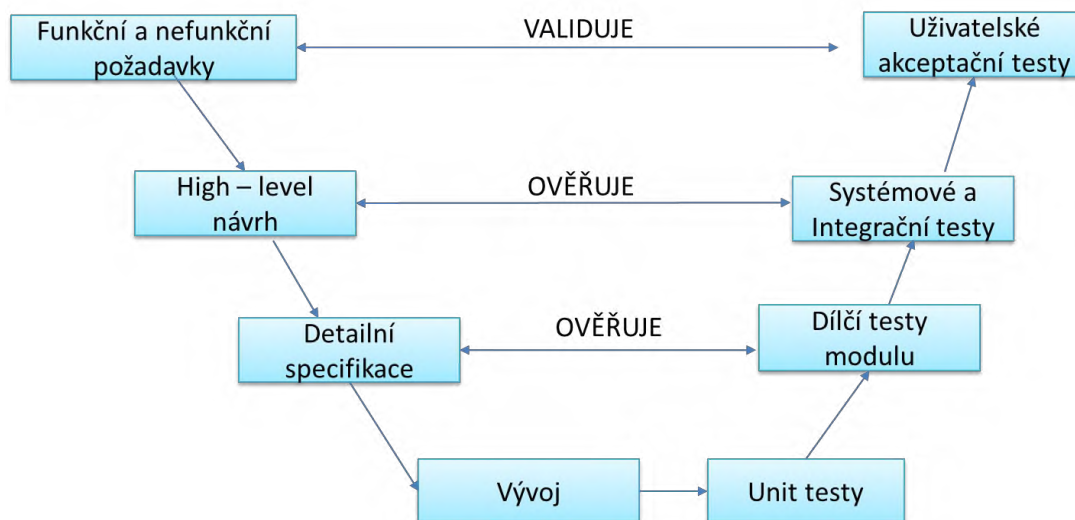 Funkční a nefunkční
požadavky
VALIDUJE
Uživatelské
akceptační testy
High – level
návrh
OVĚŘUJE
Systémové a
Integrační testy
Detailní
specifikace
OVĚŘUJE
Dílčí testy
modulu
Vývoj
Unit testy